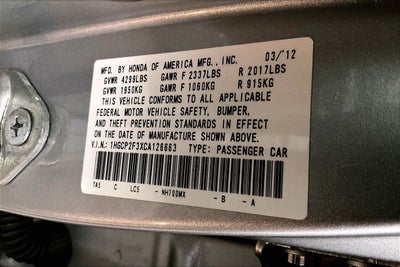 MFD. BY HONDA OF AMERICA MFG., INC. 03/'12
GVWR 4299LBS GAWR F 2337LBS R 2017LBS
GVWR 1950KG GAWR F 1060KG R 915KG
THIS VEHICLE CONFORMS TO ALL APPLICABLE
FEDERAL MOTOR VEHICLE SAFETY, BUMPER,
AND THEFT PREVENTION STANDARDS IN EFFECT
ON THE DATE OF MANUFACTURE SHOWN ABOVE.
V.I.N.: 1HGCP2F3XCA126663 TYPE: PASSENGER CAR
TA5 C LC5 - NH700MX - B - A